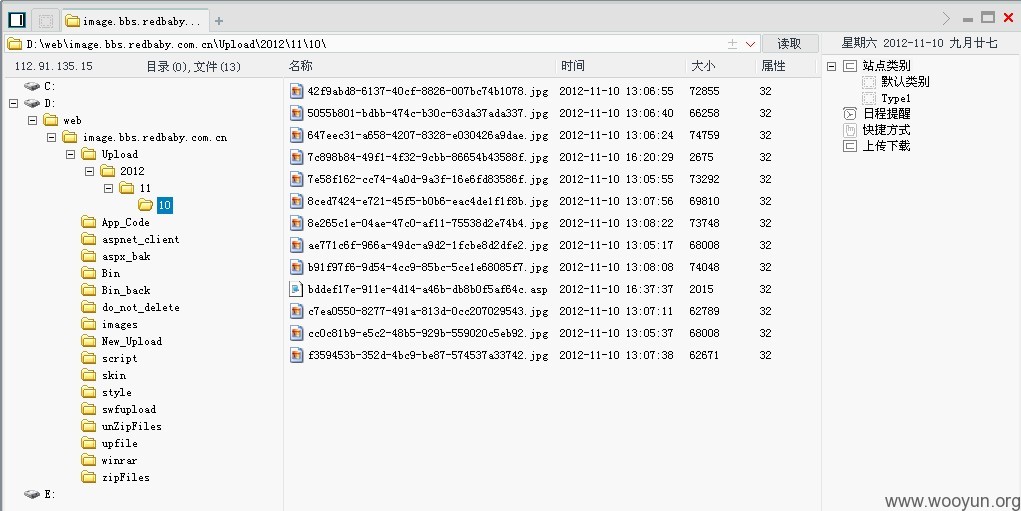 image.bbs.redbaby...
D:\web\image.bbs.redbaby.com.cn\Upload\2012\11\10\
读取
星期六 2012-11-10 九月廿七
112.91.135.15
目录(0),文件(13)
名称 时间 大小 属性
C:
D:
web
image.bbs.redbaby.com.cn
Upload
2012
11
10
App_Code
aspnet_client
aspx_bak
Bin
Bin_back
do_not_delete
images
New_Upload
script
skin
style
swfupload
unZipFiles
upfile
winrar
zipFiles
E:
42f9abd8-6137-40cf-8826-007bc74b1078.jpg 2012-11-10 13:06:55 72855 32
5055b801-bdbb-474c-b30c-63da37ada337.jpg 2012-11-10 13:06:40 66258 32
647eec31-a658-4207-8328-e030426a9dae.jpg 2012-11-10 13:06:24 74759 32
7c898b84-49f1-4f32-9cbb-86654b43588f.jpg 2012-11-10 16:20:29 2675 32
7e58f162-cc74-4a0d-9a3f-16e6fd83586f.jpg 2012-11-10 13:05:55 73292 32
8ced7424-e721-45f5-b0b6-eac4de1f1f8b.jpg 2012-11-10 13:07:56 69810 32
8e265c1e-04ae-47c0-af11-75538d2e74b4.jpg 2012-11-10 13:08:22 73748 32
ae771c6f-966a-49dc-a9d2-1fcbe8d2dfe2.jpg 2012-11-10 13:05:17 68008 32
b91f97f6-9d54-4cc9-85bc-5ce1e68085f7.jpg 2012-11-10 13:08:08 74048 32
bddef17e-911e-4d14-a46b-db8b0f5af64c.asp 2012-11-10 16:37:37 2015 32
c7ea0550-8277-491a-813d-0cc207029543.jpg 2012-11-10 13:07:11 62789 32
cc0c81b9-e5c2-48b5-929b-559020c5eb92.jpg 2012-11-10 13:05:37 68008 32
f359453b-352d-4bc9-be87-574537a33742.jpg 2012-11-10 13:07:38 62671 32
站点类别
默认类别
Type1
日程提醒
快捷方式
上传下载
www.wooyun.org